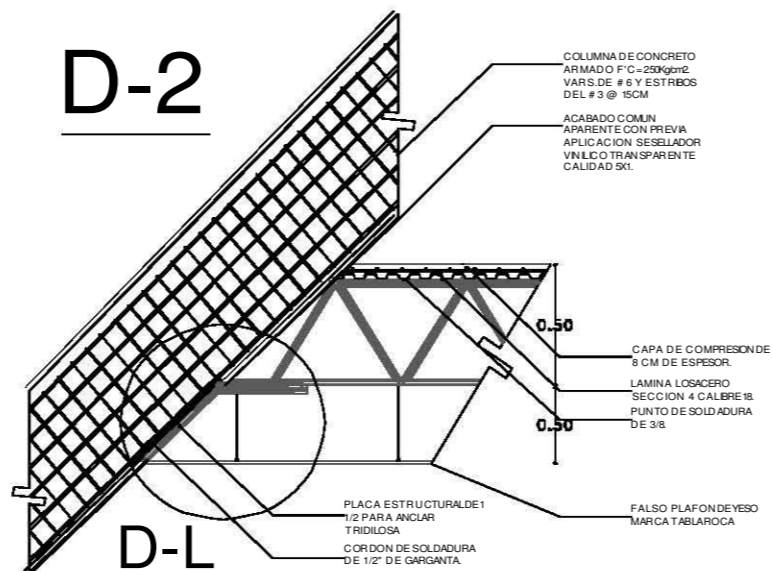 D-2
COLUMNA DE CONCRETO
ARMADO F'C=250Kg/cm2.
VARS.DE #6 Y ESTRIBOS
DEL #3 @ 15CM
ACABADO COMUN
APARENTE CON PREVIA
APLICACION SESELLADOR
VINILICO TRANSPARENTE
CALIDAD 5X1.
0.50
CAPA DE COMPRESION DE
8 CM DE ESPESOR.
LAMINA LOSACERO
SECCION 4 CALIBRE 18.
PUNTO DE SOLDADURA
DE 3/8.
0.50
PLACA ESTRUCTURAL DE 1
1/2 PARA ANCLAR
TRIDILOSA
FALSO PLAFON DE YESO
MARCA TABLAROCA
D-L
CORDON DE SOLDADURA
DE 1/2" DE GARGANTA.